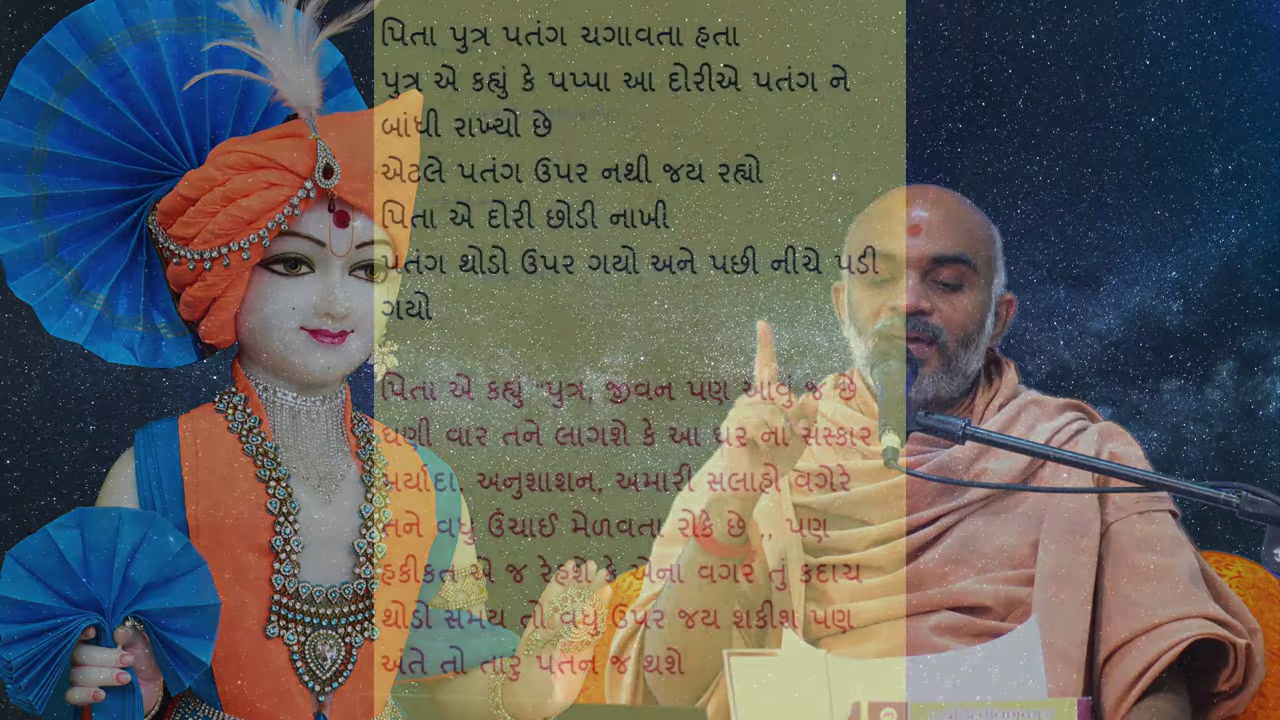 પિતા પુત્ર પતંગ ચગાવતા હતા
પુત્ર એ કહ્યું કે પપ્પા આ દોરીએ પતંગ ને
બાંધી રાખ્યો છે
એટલે પતંગ ઉપર નથી જય રહ્યો
પિતા એ દોરી છોડી નાખી
પતંગ થોડો ઉપર ગયો અને પછી નીચે પડી
ગયો
પિતા એ કહ્યું "પુત્ર, જીવન પણ આવું જ છે
ઘણી વાર તને લાગશે કે આ ઘર ના સંસ્કાર
મર્યાદા, અનુશાશન, અમારી સલાહો વગેરે
તને વધુ ઉંચાઈ મેળવતા રોકે છે .. પણ
હકીકત એ જ રેહશે કે એના વગર તું કદાચ
થોડો સમય તો વધુ ઉપર જય શકીશ પણ
અંતે તો તારુ પતન જ થશે